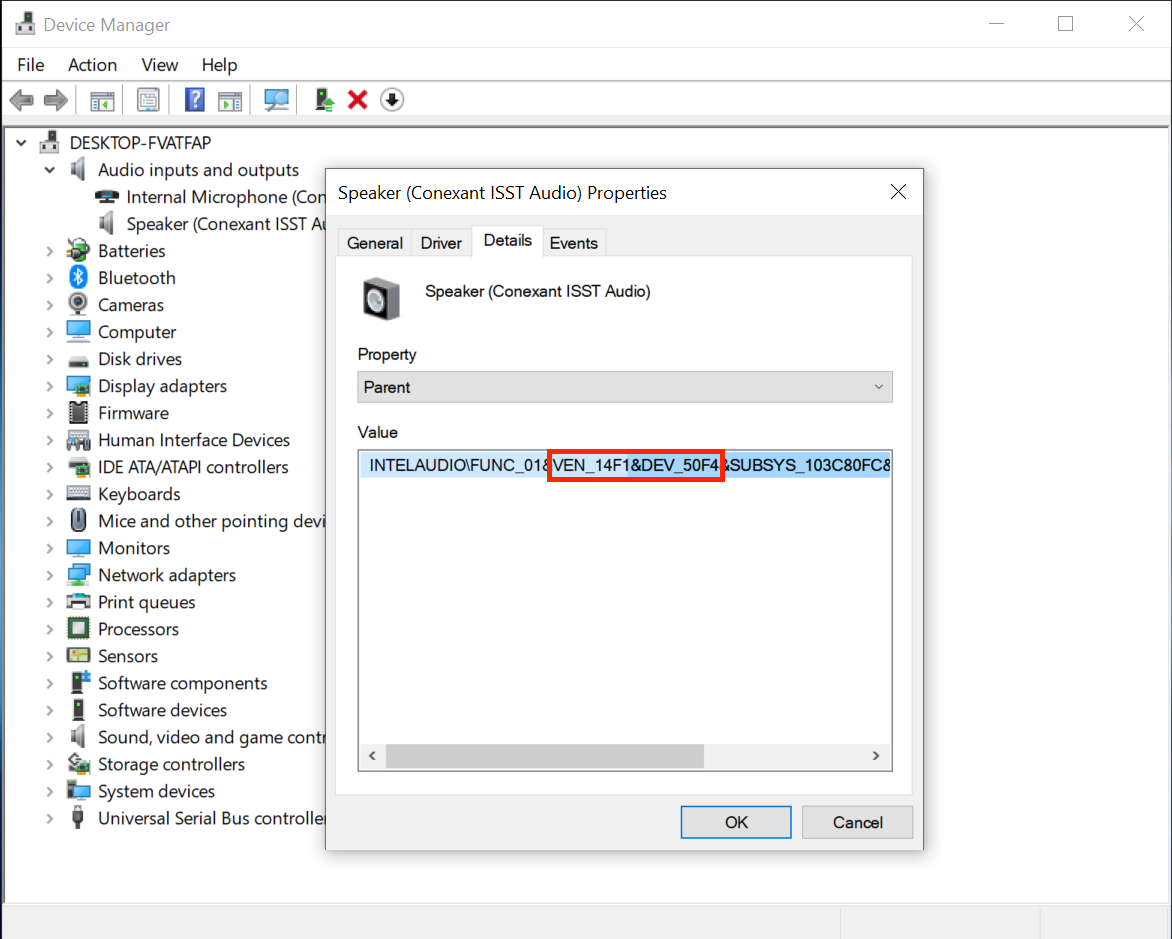 Device Manager
File Action View Help
DESKTOP-FVATFAP
Audio inputs and outputs
Internal Microphone (Con
Speaker (Conexant ISST Au
Batteries
Bluetooth
Cameras
Computer
Disk drives
Display adapters
Firmware
Human Interface Devices
IDE ATA/ATAPI controllers
Keyboards
Mice and other pointing devi
Monitors
Network adapters
Print queues
Processors
Sensors
Software components
Software devices
Sound, video and game contr
Storage controllers
System devices
Universal Serial Bus controller
Speaker (Conexant ISST Audio) Properties
General Driver Details Events
Speaker (Conexant ISST Audio)
Property
Parent
Value
INTELAUDIO\FUNC_01&VEN_14F1&DEV_50F4&SUBSYS_103C80FC&
OK Cancel